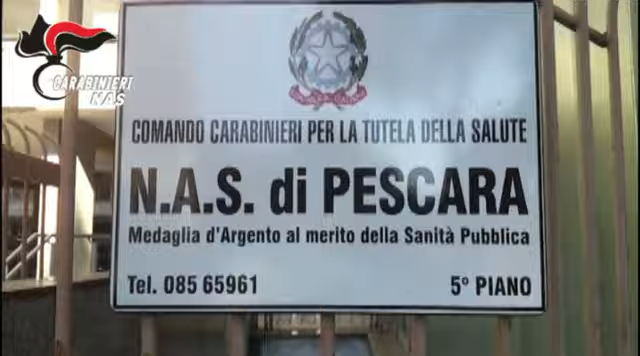 CARABINIERI
NAS
COMANDO CARABINIERI PER LA TUTELA DELLA SALUTE
N.A.S. di PESCARA
Medaglia d'Argento al merito della Sanità Pubblica
Tel. 085 65961 5° PIANO